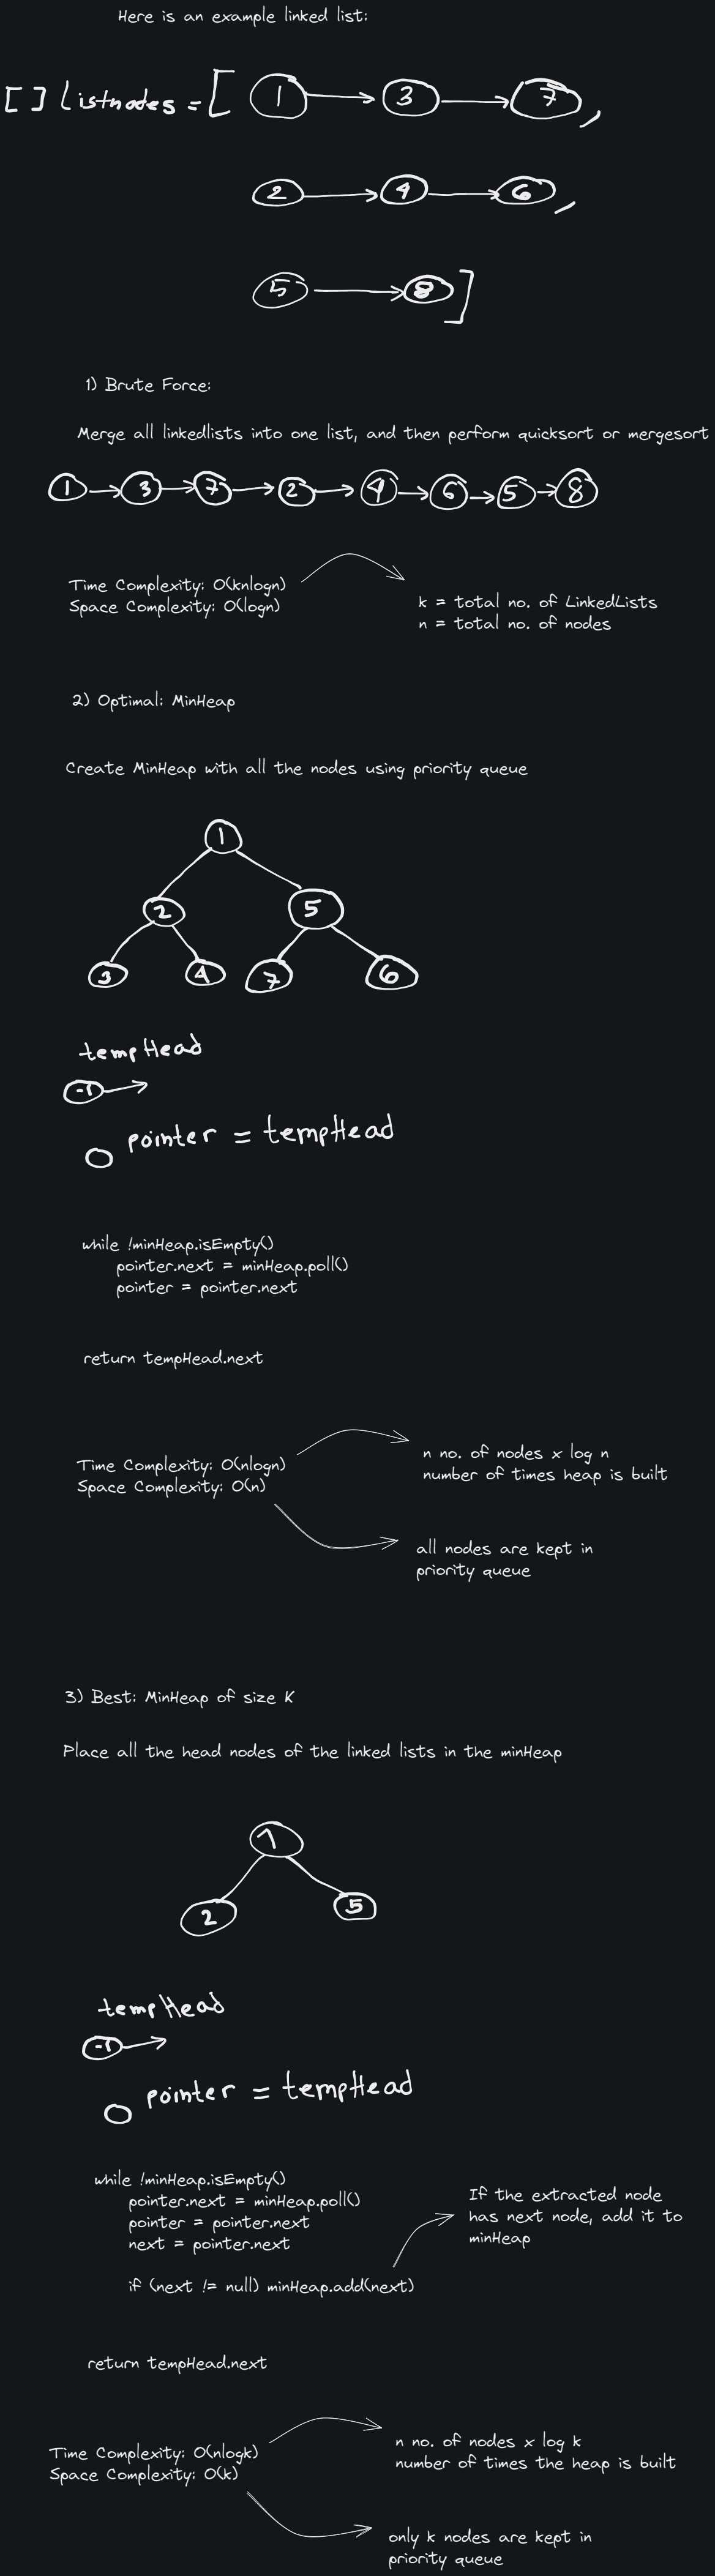 Here is an example linked list:
[] listnodes = [ 1 3 7 ,
2 4 6 ,
5 8 ]
1) Brute Force:
Merge all linkedlists into one list, and then perform quicksort or mergesort
1 3 7 2 4 6 5 8
Time Complexity: O(knlogn)
Space Complexity: O(logn)
k = total no. of LinkedLists
n = total no. of nodes
2) Optimal: MinHeap
Create MinHeap with all the nodes using priority queue
1
2 5
3 4 7 6
tempHead
-1
pointer = tempHead
while !minHeap.isEmpty()
pointer.next = minHeap.poll()
pointer = pointer.next
return tempHead.next
Time Complexity: O(nlogn)
Space Complexity: O(n)
n no. of nodes x log n
number of times heap is built
all nodes are kept in
priority queue
3) Best: MinHeap of size K
Place all the head nodes of the linked lists in the minHeap
1
2 5
tempHead
-1
pointer = tempHead
while !minHeap.isEmpty()
pointer.next = minHeap.poll()
pointer = pointer.next
next = pointer.next
if (next != null) minHeap.add(next)
If the extracted node
has next node, add it to
minHeap
return tempHead.next
Time Complexity: O(nlogk)
Space Complexity: O(k)
n no. of nodes x log k
number of times the heap is built
only k nodes are kept in
priority queue